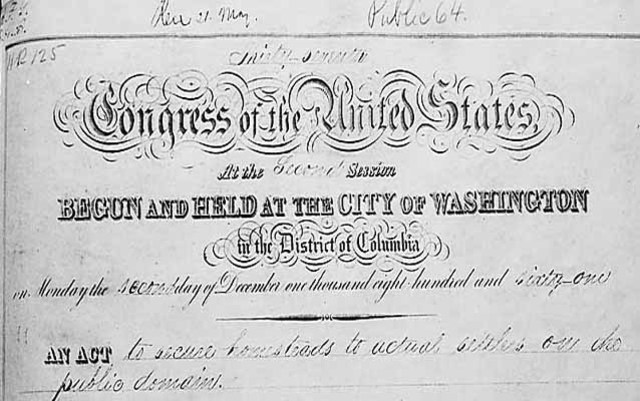 21. May. Public 64.
HR 125
Thirty-seventh
Congress of the United States,
At the Second Session
BEGUN AND HELD AT THE CITY OF WASHINGTON
in the District of Columbia
on Monday the second day of December one thousand eight hundred and sixty-one
AN ACT to secure homesteads to actual settlers on the
public domain.